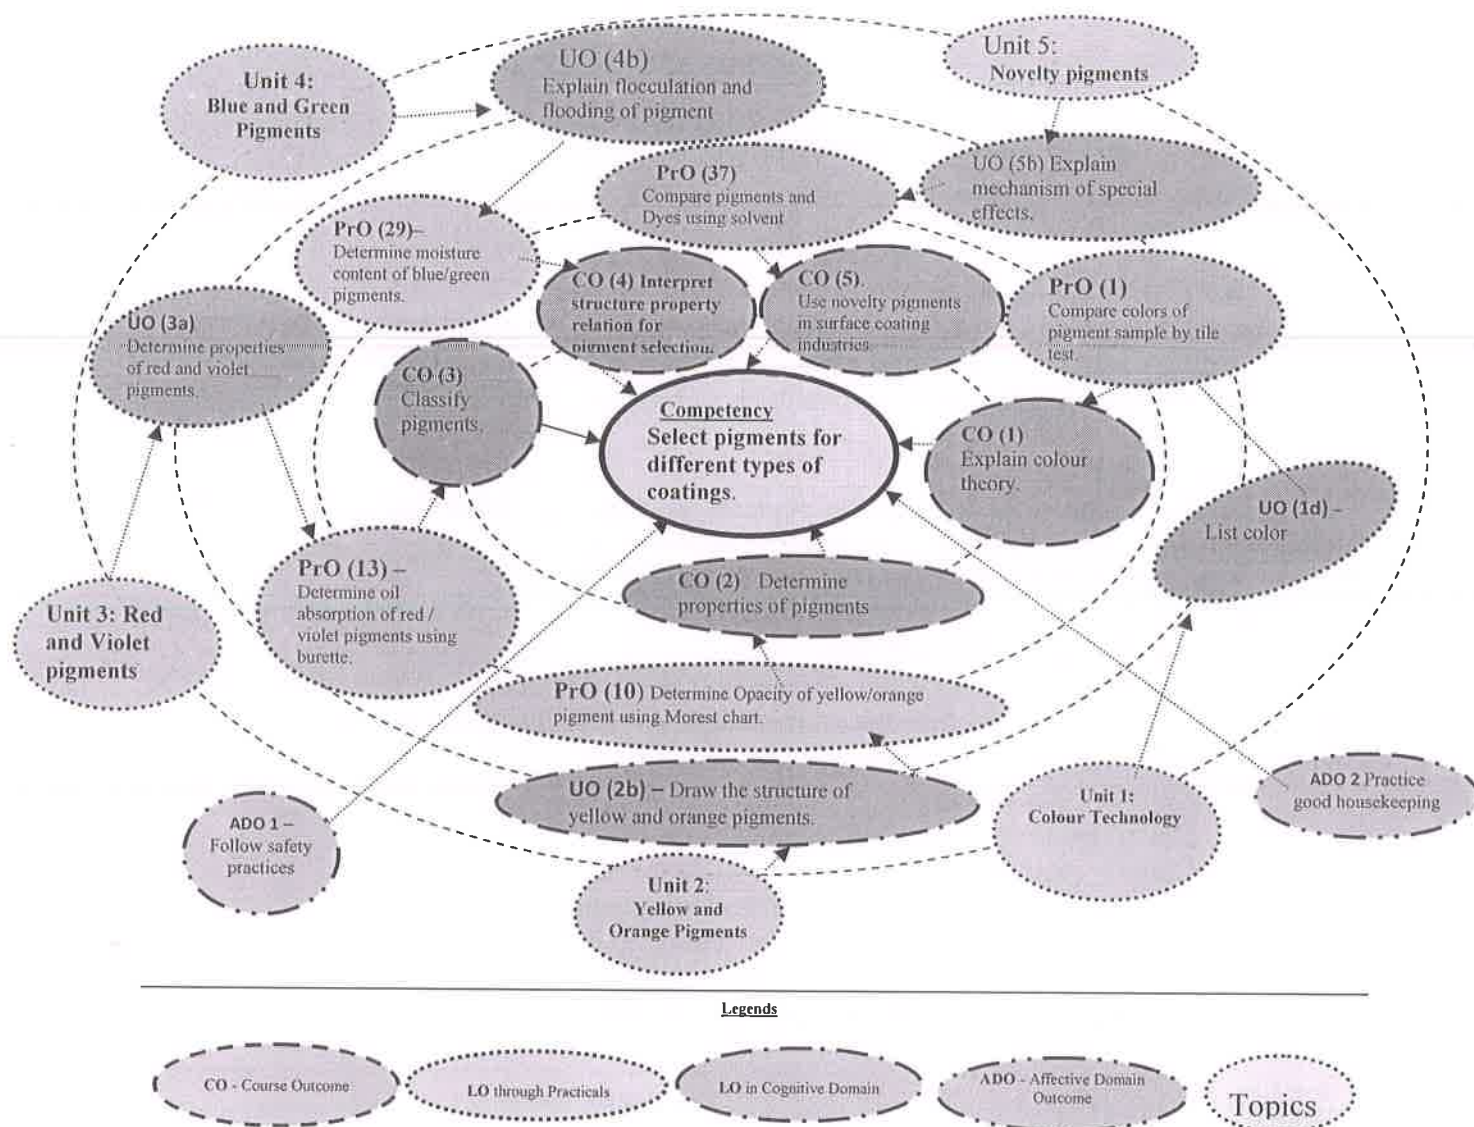 Unit 4:
Blue and Green
Pigments
UO (4b)
Explain flocculation and
flooding of pigment
Unit 5:
Novelty pigments
PrO (37)
Compare pigments and
Dyes using solvent
UO (5b) Explain
mechanism of special
effects.
PrO (29)–
Determine moisture
content of blue/green
pigments.
CO (4) Interpret
structure property
relation for
pigment selection.
CO (5).
Use novelty pigments
in surface coating
industries.
PrO (1)
Compare colors of
pigment sample by tile
test.
UO (3a)
Determine properties
of red and violet
pigments.
CO (3)
Classify
pigments.
Competency
Select pigments for
different types of
coatings.
CO (1)
Explain colour
theory.
UO (1d) –
List color
PrO (13) –
Determine oil
absorption of red /
violet pigments using
burette.
CO (2) Determine
properties of pigments
Unit 3: Red
and Violet
pigments
PrO (10) Determine Opacity of yellow/orange
pigment using Morest chart.
UO (2b) – Draw the structure of
yellow and orange pigments.
Unit 1:
Colour Technology
ADO 2 Practice
good housekeeping
ADO 1 –
Follow safety
practices
Unit 2:
Yellow and
Orange Pigments
Legends
CO - Course Outcome
LO through Practicals
LO in Cognitive Domain
ADO - Affective Domain
Outcome
Topics